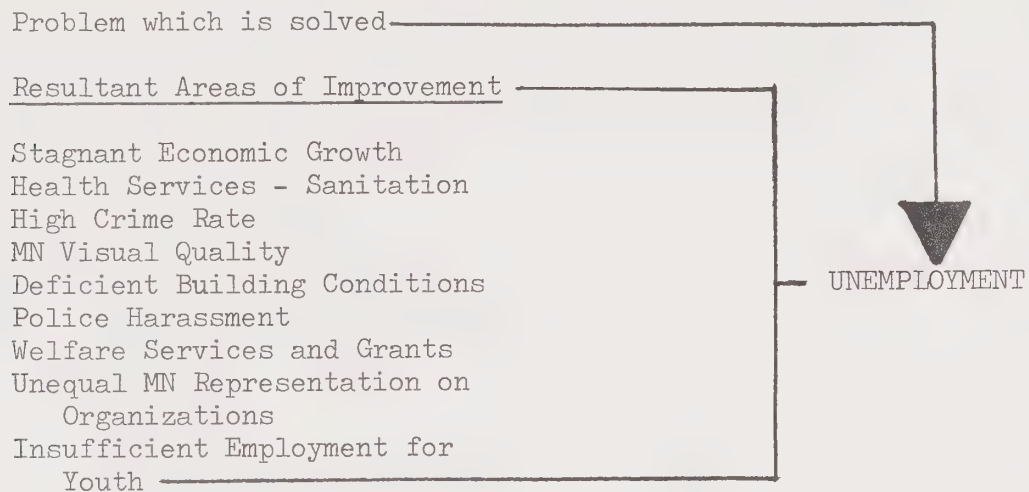 Problem which is solved
Resultant Areas of Improvement
Stagnant Economic Growth
Health Services - Sanitation
High Crime Rate
MN Visual Quality
Deficient Building Conditions
Police Harassment
Welfare Services and Grants
Unequal MN Representation on
Organizations
Insufficient Employment for
Youth
UNEMPLOYMENT